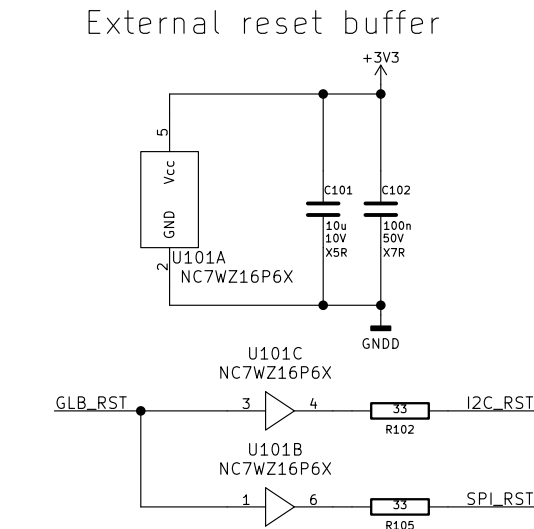 External reset buffer
+3V3
5
Vcc
GND
2
U101A
NC7WZ16P6X
C101
10u
10V
X5R
C102
100n
50V
X7R
GNDD
U101C
NC7WZ16P6X
GLB_RST
3
4
33
R102
I2C_RST
U101B
NC7WZ16P6X
1
6
33
R105
SPI_RST